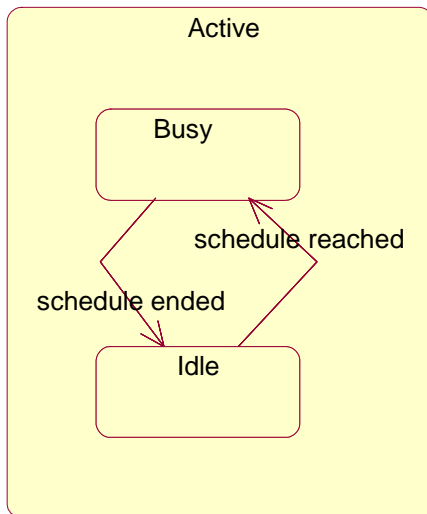 Active
Busy
schedule reached
schedule ended
Idle